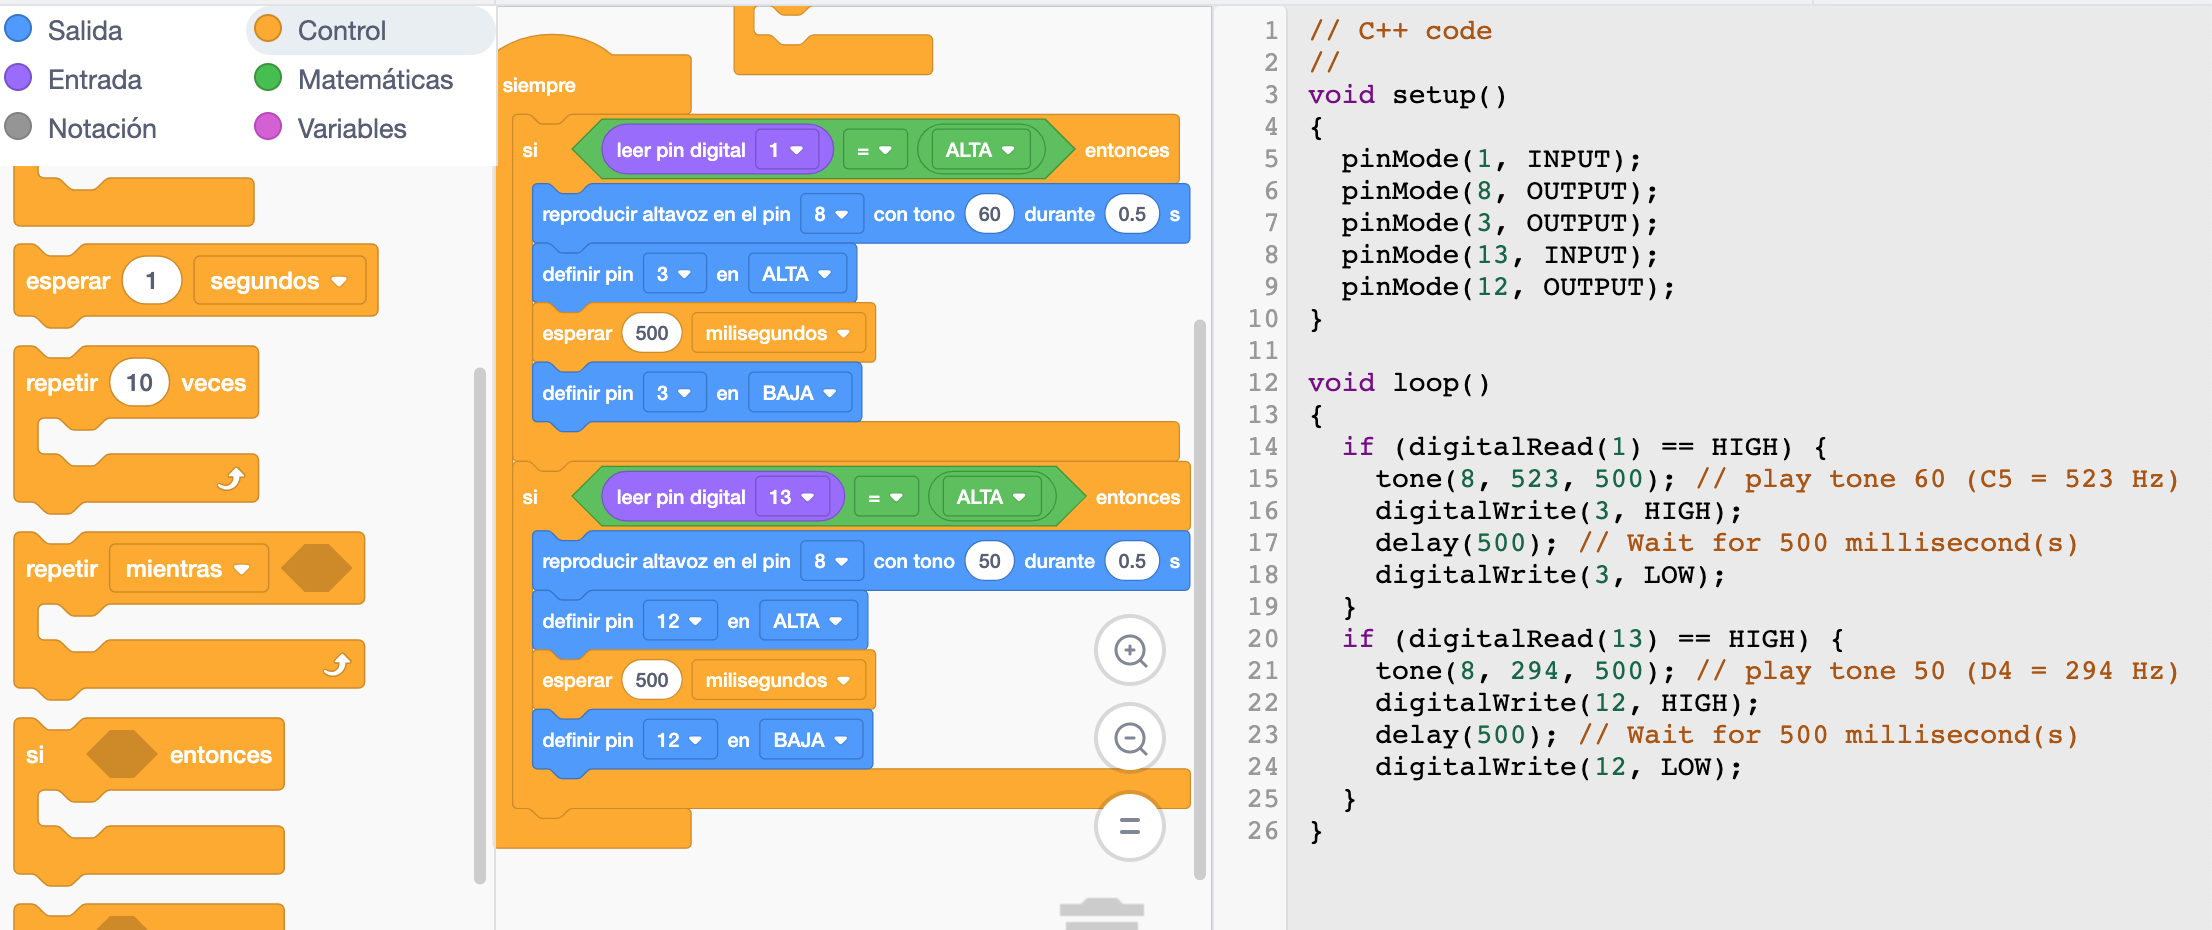 Salida
Control
Entrada
Matemáticas
Notación
Variables
esperar 1 segundos
repetir 10 veces
repetir mientras
si entonces
siempre
si leer pin digital 1 = ALTA entonces
reproducir altavoz en el pin 8 con tono 60 durante 0.5 s
definir pin 3 en ALTA
esperar 500 milisegundos
definir pin 3 en BAJA
si leer pin digital 13 = ALTA entonces
reproducir altavoz en el pin 8 con tono 50 durante 0.5 s
definir pin 12 en ALTA
esperar 500 milisegundos
definir pin 12 en BAJA
1 // C++ code
2 //
3 void setup()
4 {
5   pinMode(1, INPUT);
6   pinMode(8, OUTPUT);
7   pinMode(3, OUTPUT);
8   pinMode(13, INPUT);
9   pinMode(12, OUTPUT);
10 }
11
12 void loop()
13 {
14   if (digitalRead(1) == HIGH) {
15     tone(8, 523, 500); // play tone 60 (C5 = 523 Hz)
16     digitalWrite(3, HIGH);
17     delay(500); // Wait for 500 millisecond(s)
18     digitalWrite(3, LOW);
19   }
20   if (digitalRead(13) == HIGH) {
21     tone(8, 294, 500); // play tone 50 (D4 = 294 Hz)
22     digitalWrite(12, HIGH);
23     delay(500); // Wait for 500 millisecond(s)
24     digitalWrite(12, LOW);
25   }
26 }